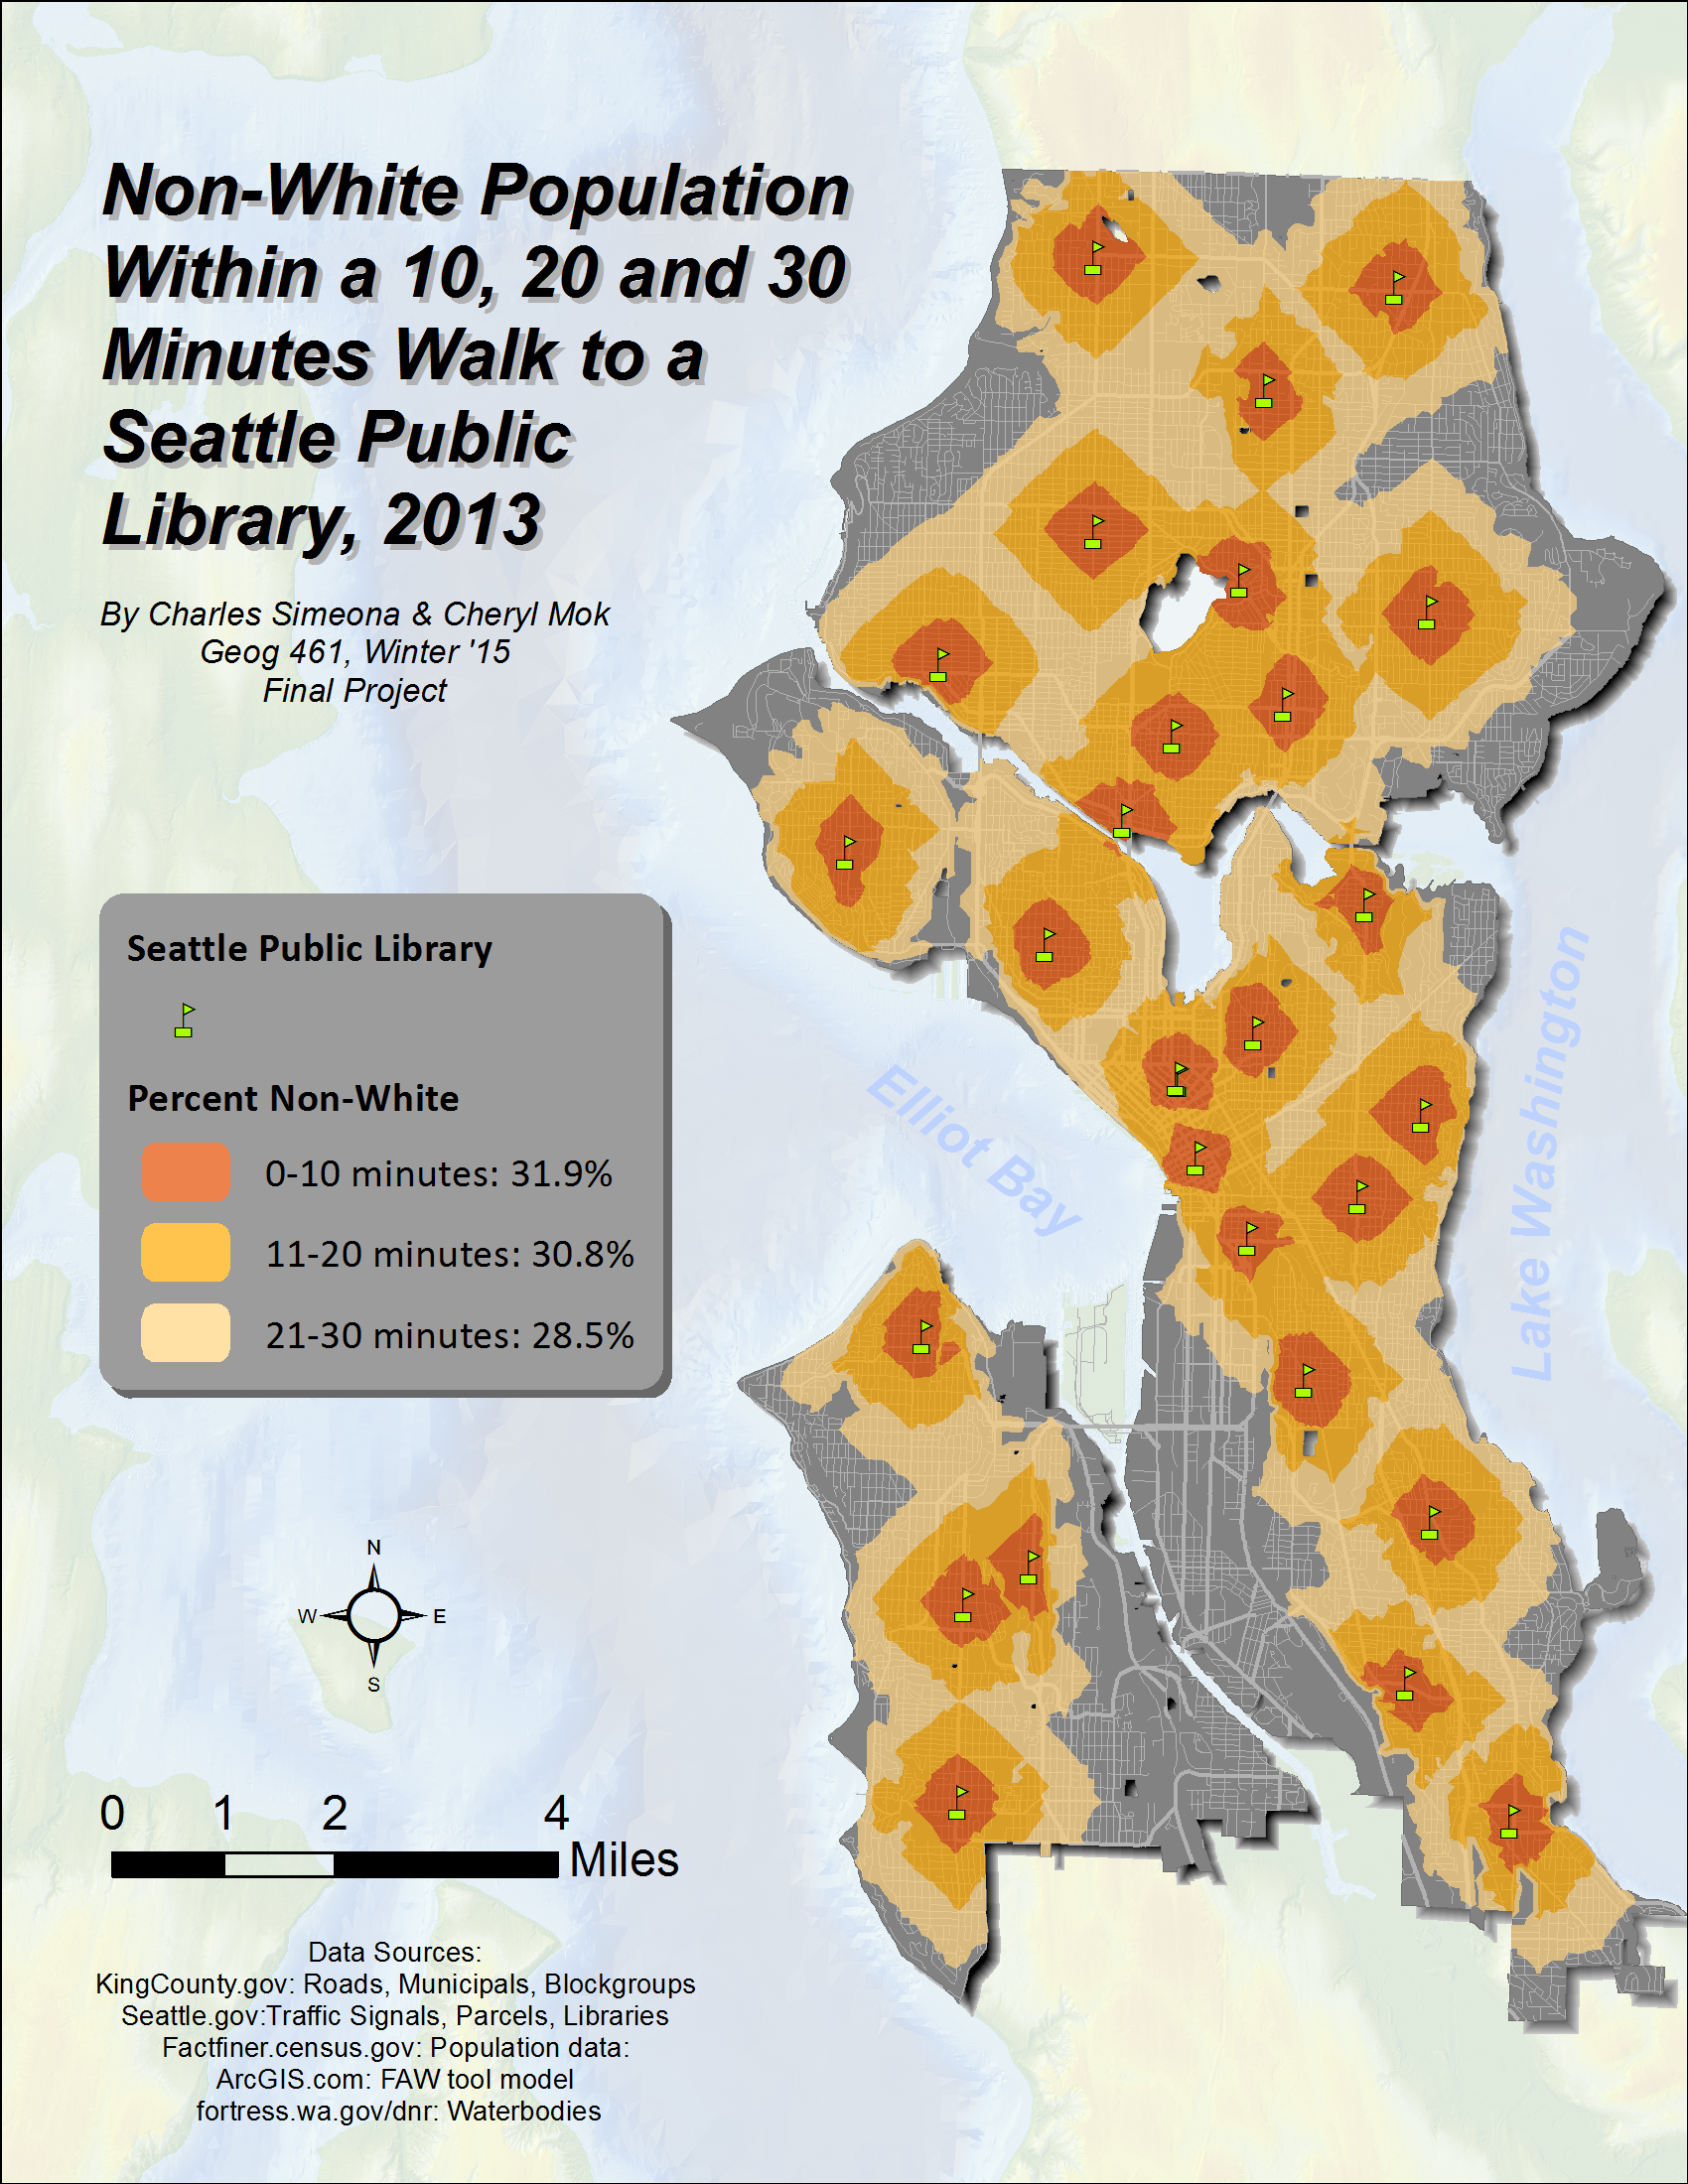 Non-White Population
Within a 10, 20 and 30
Minutes Walk to a
Seattle Public
Library, 2013
By Charles Simeona & Cheryl Mok
Geog 461, Winter '15
Final Project
Seattle Public Library
Percent Non-White
0-10 minutes: 31.9%
11-20 minutes: 30.8%
21-30 minutes: 28.5%
Elliot Bay
Lake Washington
N
W E
S
0 1 2 4
Miles
Data Sources:
KingCounty.gov: Roads, Municipals, Blockgroups
Seattle.gov:Traffic Signals, Parcels, Libraries
Factfiner.census.gov: Population data:
ArcGIS.com: FAW tool model
fortress.wa.gov/dnr: Waterbodies